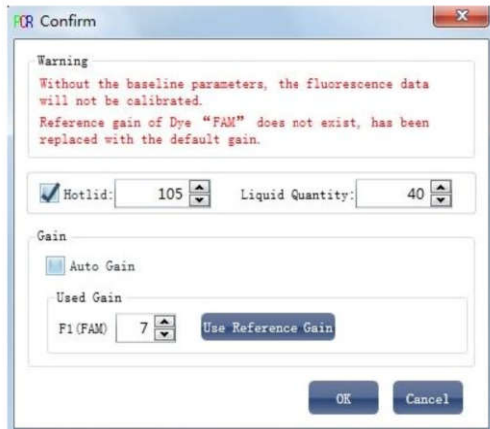 PCR Confirm
Warning
Without the baseline parameters, the fluorescence data
will not be calibrated.
Reference gain of Dye “FAM” does not exist, has been
replaced with the default gain.
Hotlid: 105 Liquid Quantity: 40
Gain
Auto Gain
Used Gain
F1(FAM) 7 Use Reference Gain
OK Cancel